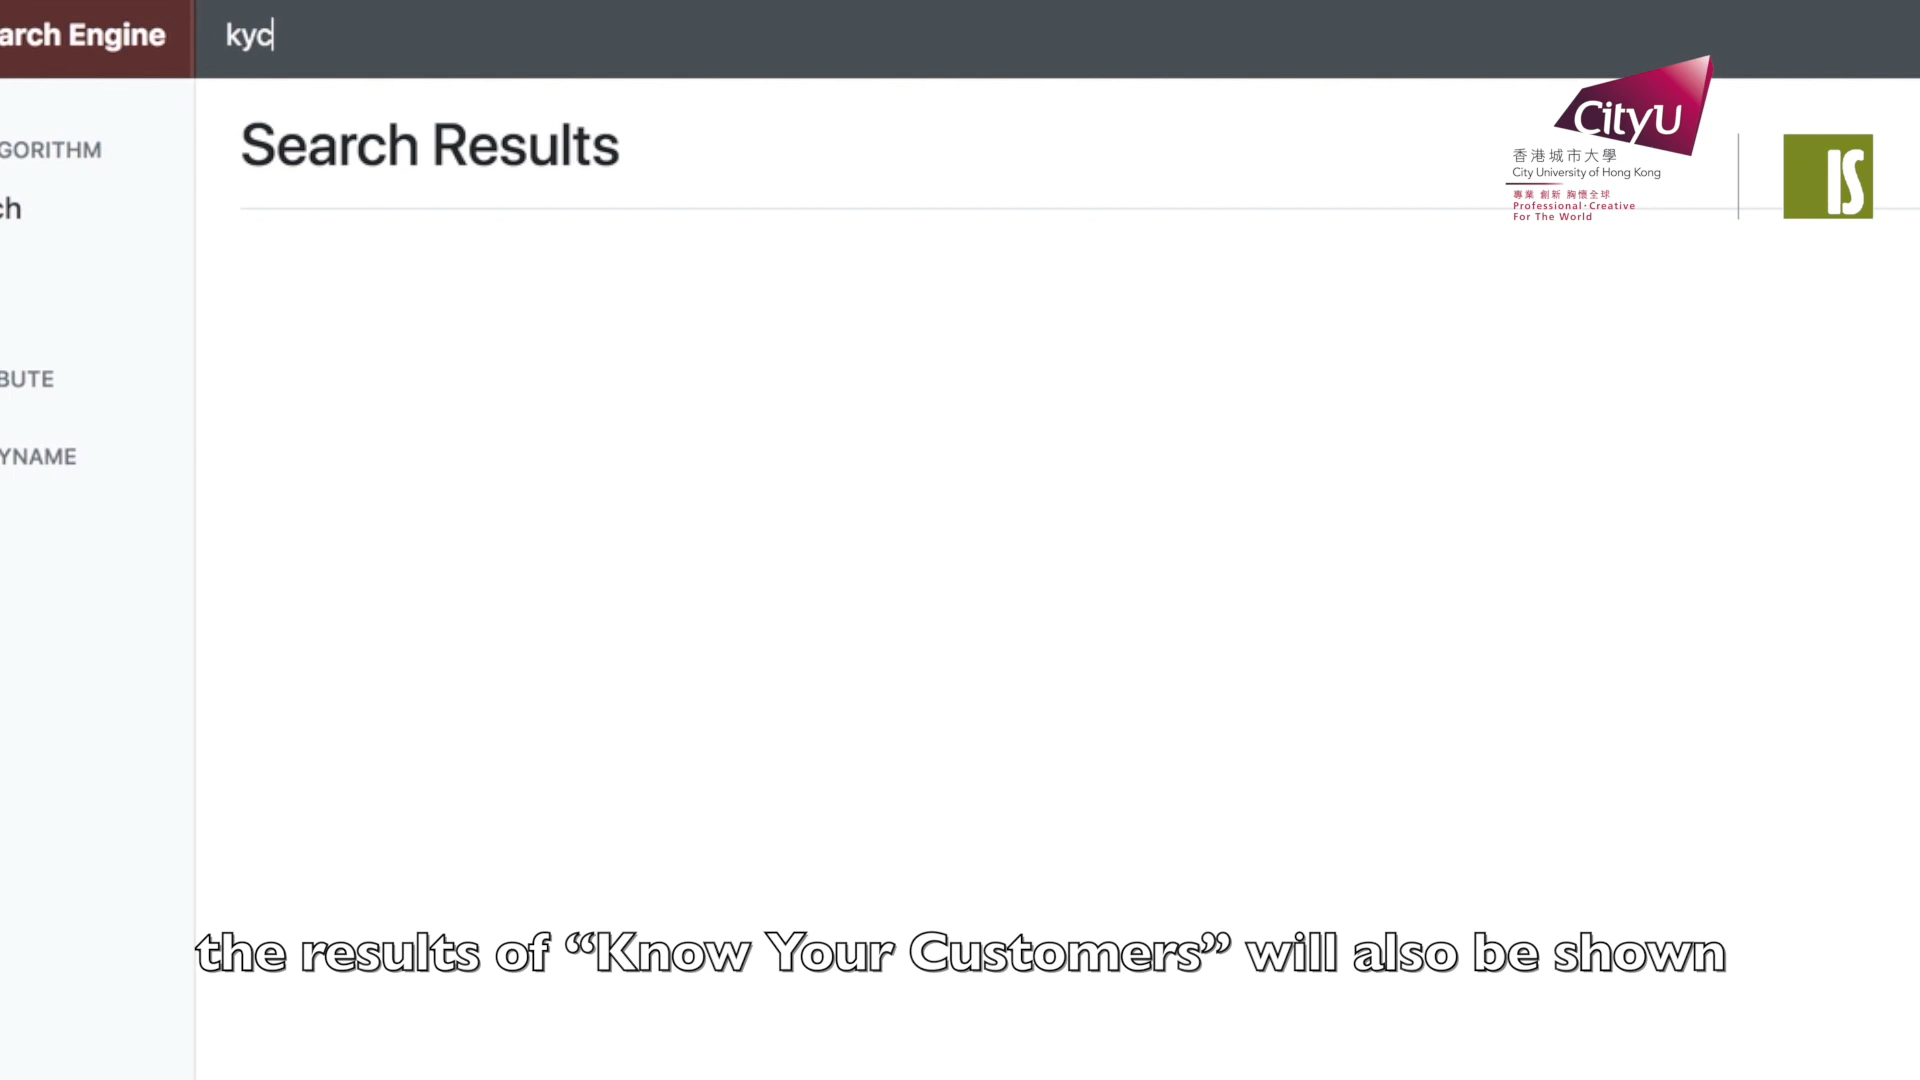 arch Engine
kyc
Search Results
GORITHM
ch
BUTE
YNAME
CityU
香港城市大學
City University of Hong Kong
專業 創新 胸懷全球
Professional·Creative
For The World
IS
the results of “Know Your Customers” will also be shown